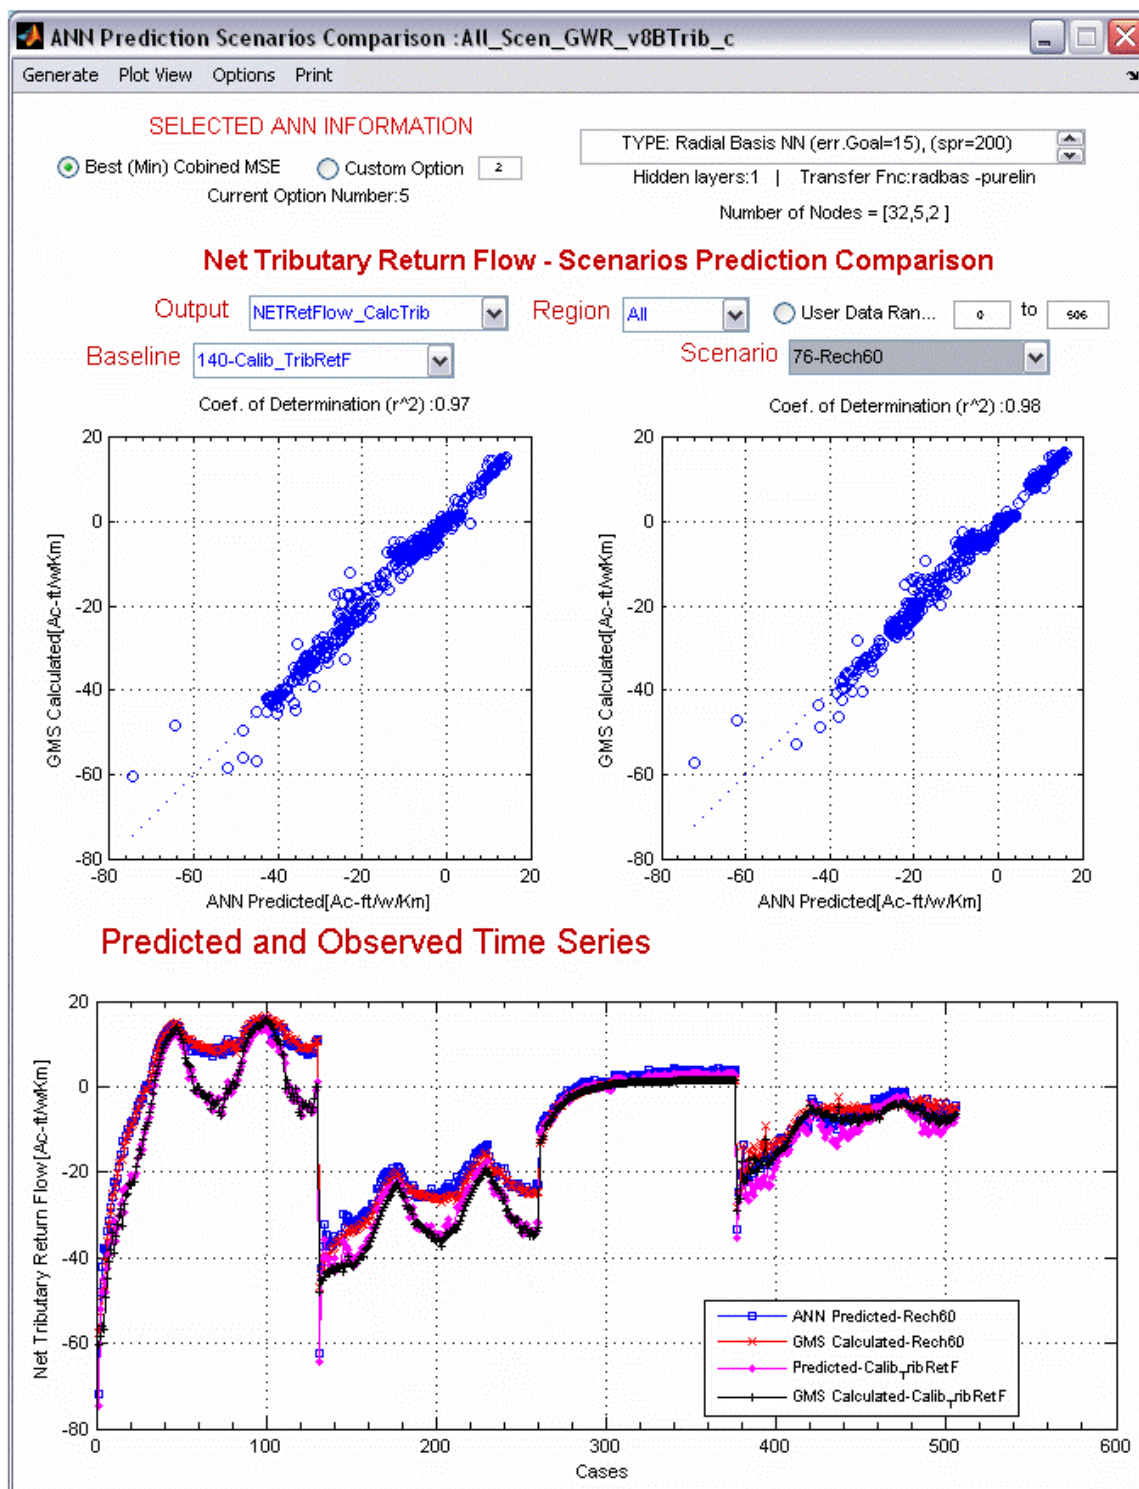 ANN Prediction Scenarios Comparison :All_Scen_GWR_v8BTrib_c
Generate Plot View Options Print
SELECTED ANN INFORMATION
Best (Min) Cobined MSE Custom Option 2
Current Option Number:5
TYPE: Radial Basis NN (err.Goal=15), (spr=200)
Hidden layers:1 | Transfer Fnc:radbas -purelin
Number of Nodes = [32,5,2 ]
Net Tributary Return Flow - Scenarios Prediction Comparison
Output NETRetFlow_CalcTrib Region All User Data Ran... 0 to 506
Baseline 140-Calib_TribRetF Scenario 76-Rech60
Coef. of Determination (r^2) :0.97
20
0
-20
-40
-60
-80
GMS Calculated[Ac-ft/w/Km]
-80 -60 -40 -20 0 20
ANN Predicted[Ac-ft/w/Km]
Coef. of Determination (r^2) :0.98
20
0
-20
-40
-60
-80
GMS Calculated[Ac-ft/w/Km]
-80 -60 -40 -20 0 20
ANN Predicted[Ac-ft/w/Km]
Predicted and Observed Time Series
20
0
-20
-40
-60
-80
Net Tributary Return Flow[Ac-ft/w/Km]
0 100 200 300 400 500 600
Cases
ANN Predicted-Rech60
GMS Calculated-Rech60
Predicted-Calib_TribRetF
GMS Calculated-Calib_TribRetF